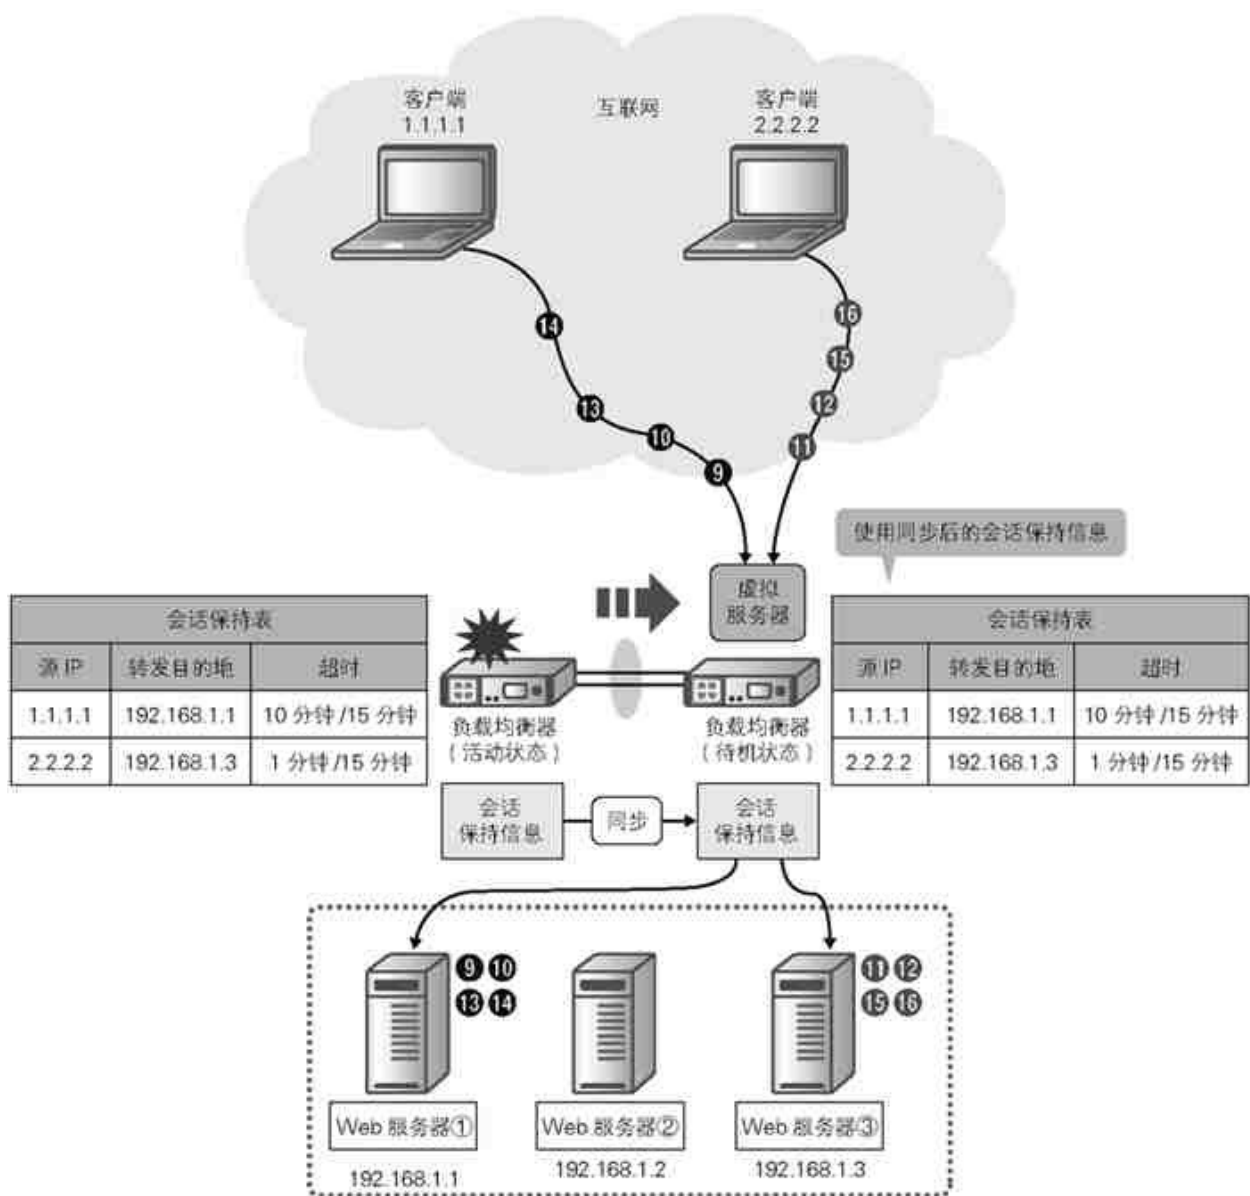 客户端
1.1.1.1
互联网
客户端
2.2.2.2
14
13
10
9
16
15
12
11
使用同步后的会话保持信息
虚拟
服务器
会话保持表
源 IP 转发目的地 超时
1.1.1.1 192.168.1.1 10 分钟 /15 分钟
2.2.2.2 192.168.1.3 1 分钟 /15 分钟
负载均衡器
(活动状态)
负载均衡器
(待机状态)
会话保持表
源 IP 转发目的地 超时
1.1.1.1 192.168.1.1 10 分钟 /15 分钟
2.2.2.2 192.168.1.3 1 分钟 /15 分钟
会话
保持信息
同步
会话
保持信息
9 10
13 14
11 12
15 16
Web 服务器①
192.168.1.1
Web 服务器②
192.168.1.2
Web 服务器③
192.168.1.3